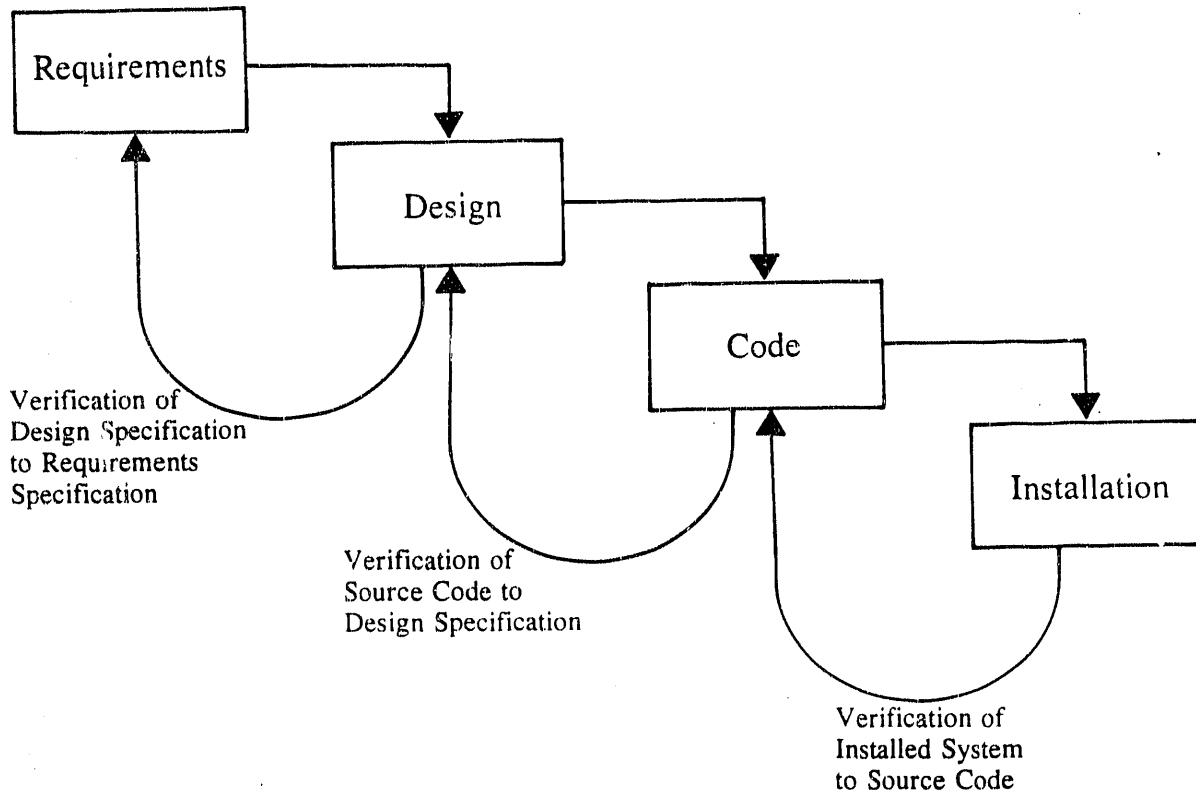 Requirements
Design
Code
Installation
Verification of
Design Specification
to Requirements
Specification
Verification of
Source Code to
Design Specification
Verification of
Installed System
to Source Code